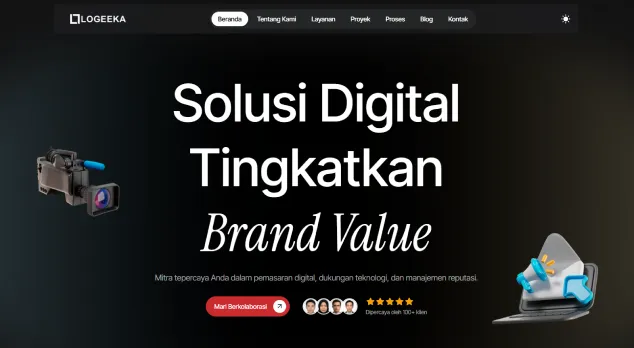 LOGEEKA
Beranda Tentang Kami Layanan Proyek Proses Blog Kontak
Solusi Digital
Tingkatkan
Brand Value
Mitra tepercaya Anda dalam pemasaran digital, dukungan teknologi, dan manajemen reputasi.
Mari Berkolaborasi
Dipercaya oleh 100+ klien